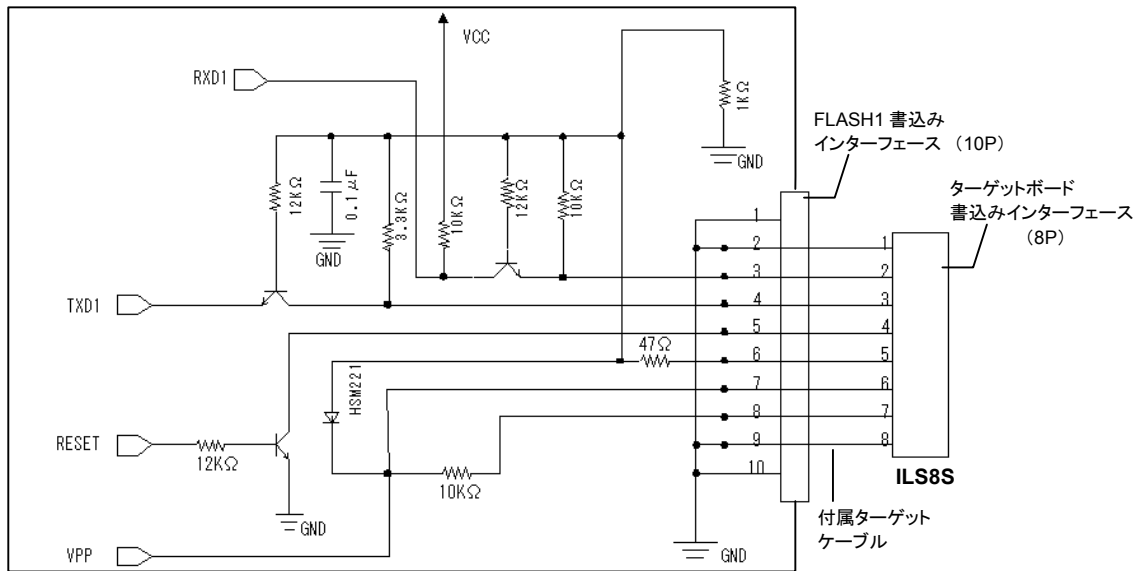 VCC
RXD1
1KΩ
GND
FLASH1 書込み
インターフェース （10P）
ターゲットボード
書込みインターフェース
（8P）
12KΩ
0.1μF
GND
3.3KΩ
10KΩ
12KΩ
10KΩ
1
2
3
4
5
6
7
8
9
10
1
2
3
4
5
6
7
8
TXD1
47Ω
HSM221
RESET
12KΩ
10KΩ
GND
VPP
GND
ILS8S
付属ターゲット
ケーブル